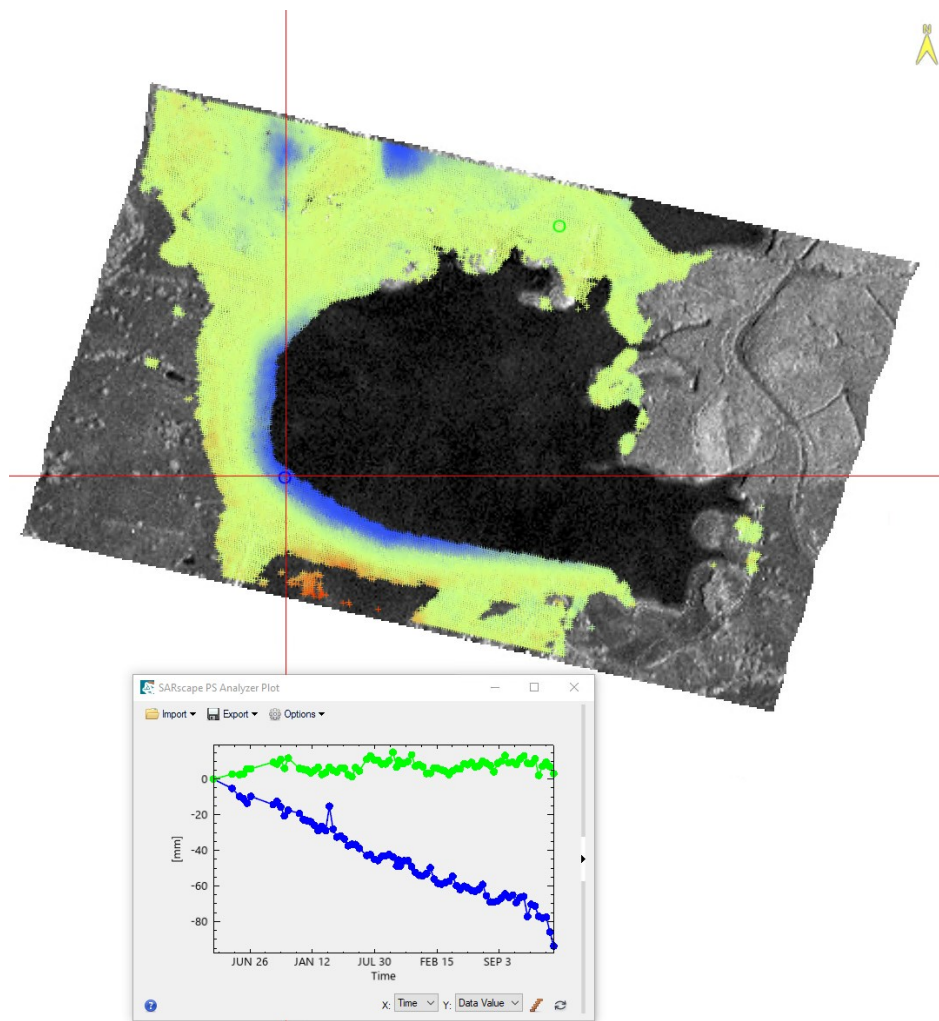 N
SARscape PS Analyzer Plot
Import Export Options
0
-20
-40
-60
-80
[mm]
JUN 26 JAN 12 JUL 30 FEB 15 SEP 3
Time
X: Time Y: Data Value